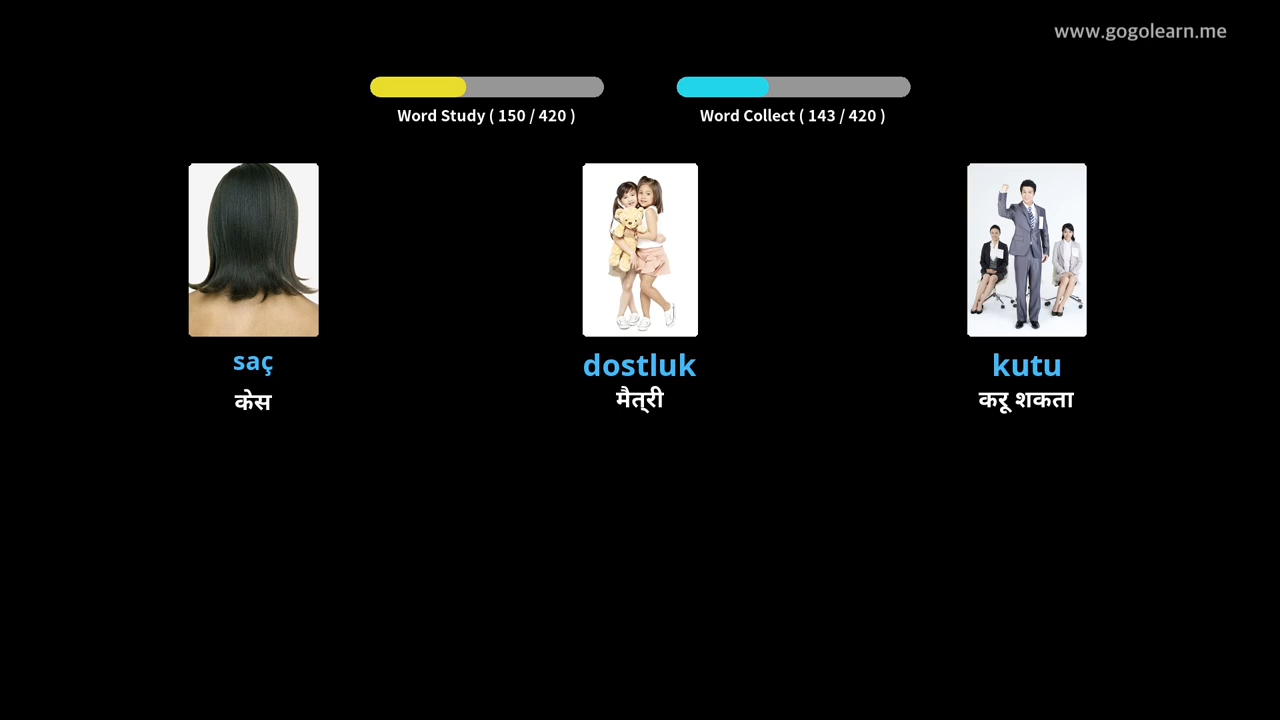 www.gogolearn.me
Word Study ( 150 / 420 )
Word Collect ( 143 / 420 )
saç
dostluk
kutu
केस
मैत्री
करू शकता